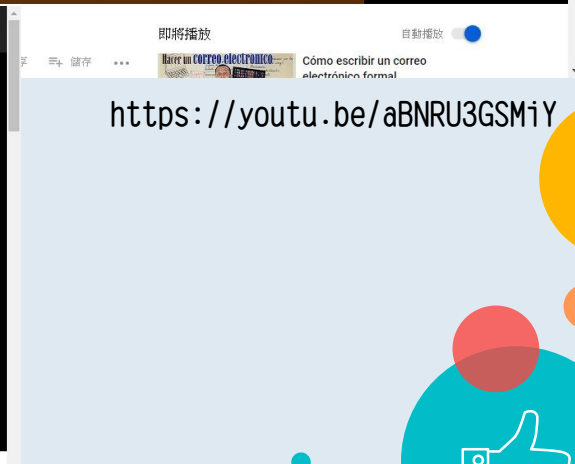 即將播放
自動播放
儲存
Hacer un correo electrónico
Cómo escribir un correo
electrónico formal
https://youtu.be/aBNRU3GSMiY